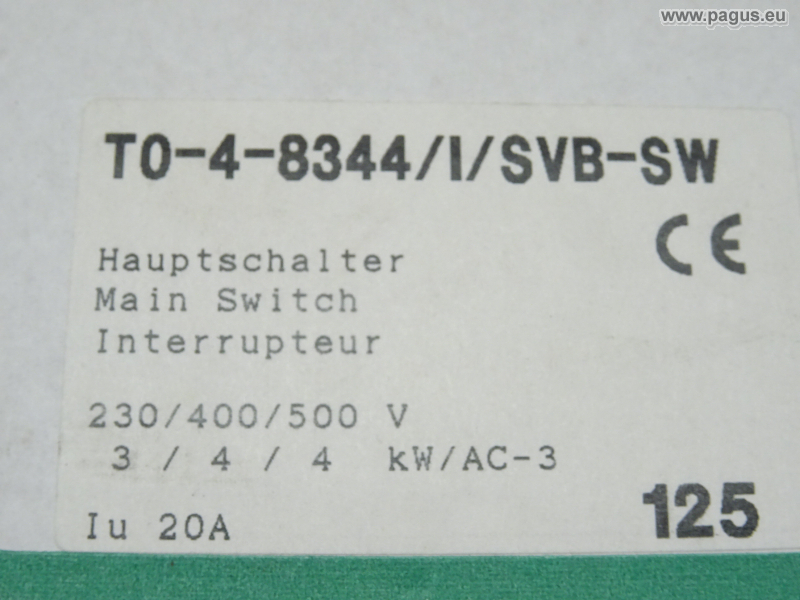 www.pagus.eu
T0-4-8344/I/SVB-SW
CE
Hauptschalter
Main Switch
Interrupteur
230/400/500 V
3 / 4 / 4 kW/AC-3
Iu 20A
125